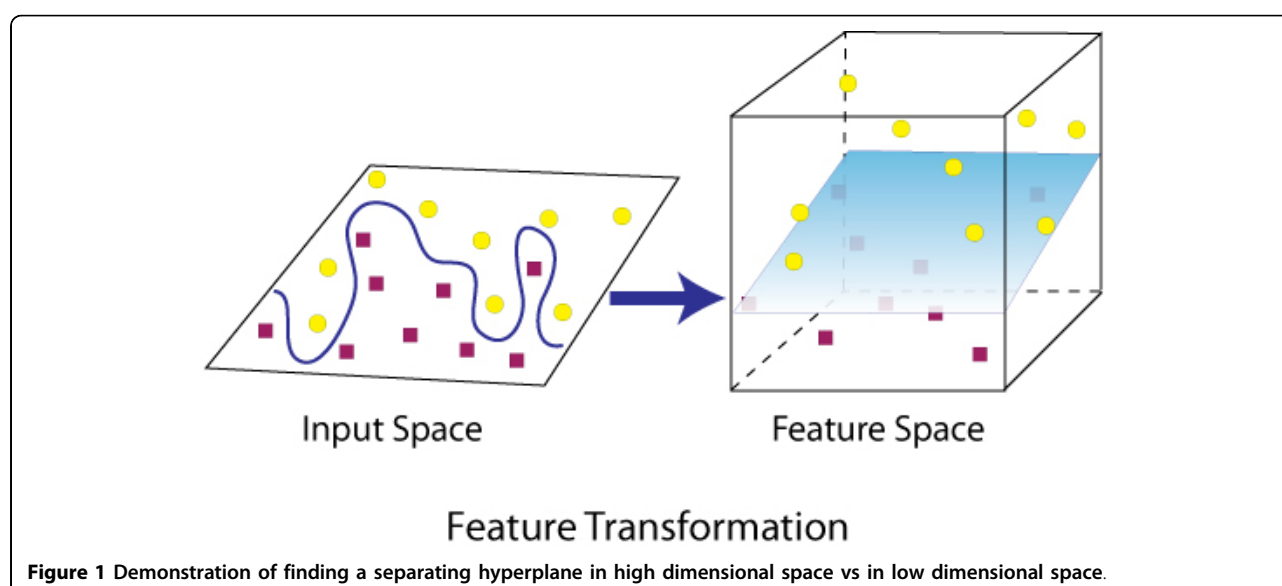 Input Space
Feature Space
Feature Transformation
Figure 1 Demonstration of finding a separating hyperplane in high dimensional space vs in low dimensional space.